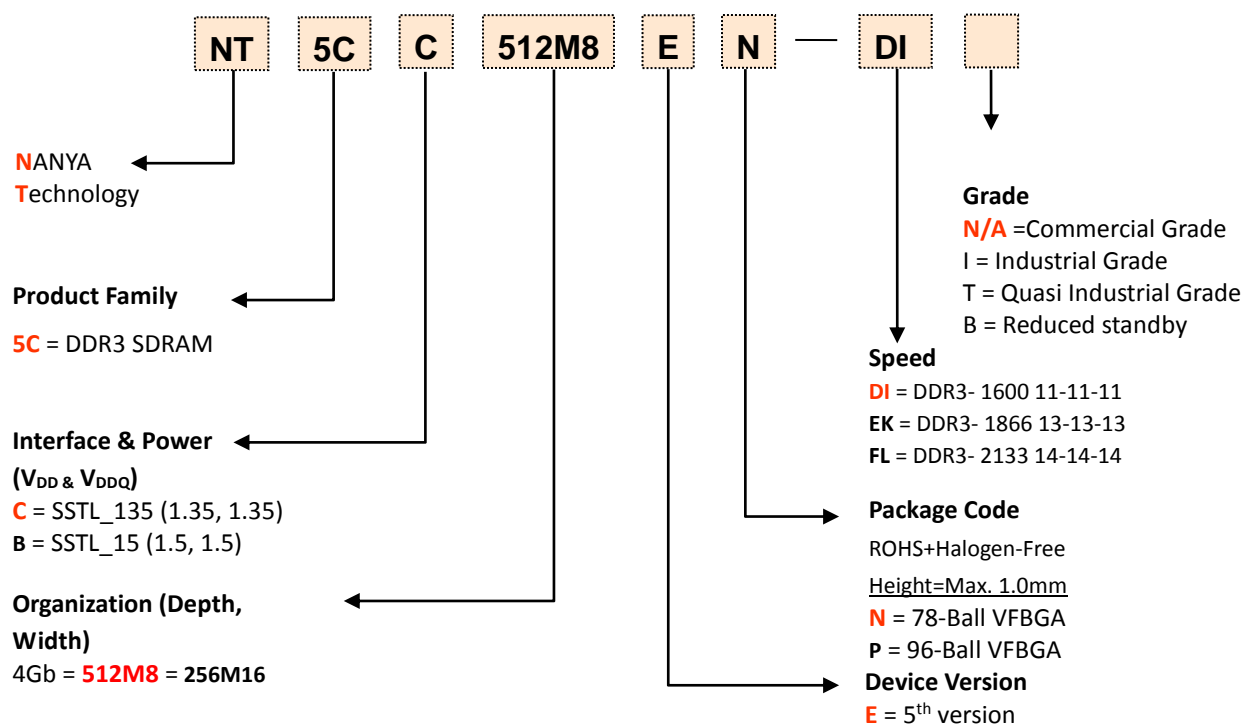 NT 5C C 512M8 E N — DI
NANYA
Technology
Product Family
5C = DDR3 SDRAM
Interface & Power
(VDD & VDDQ)
C = SSTL_135 (1.35, 1.35)
B = SSTL_15 (1.5, 1.5)
Organization (Depth,
Width)
4Gb = 512M8 = 256M16
Grade
N/A =Commercial Grade
I = Industrial Grade
T = Quasi Industrial Grade
B = Reduced standby
Speed
DI = DDR3- 1600 11-11-11
EK = DDR3- 1866 13-13-13
FL = DDR3- 2133 14-14-14
Package Code
ROHS+Halogen-Free
Height=Max. 1.0mm
N = 78-Ball VFBGA
P = 96-Ball VFBGA
Device Version
E = 5th version